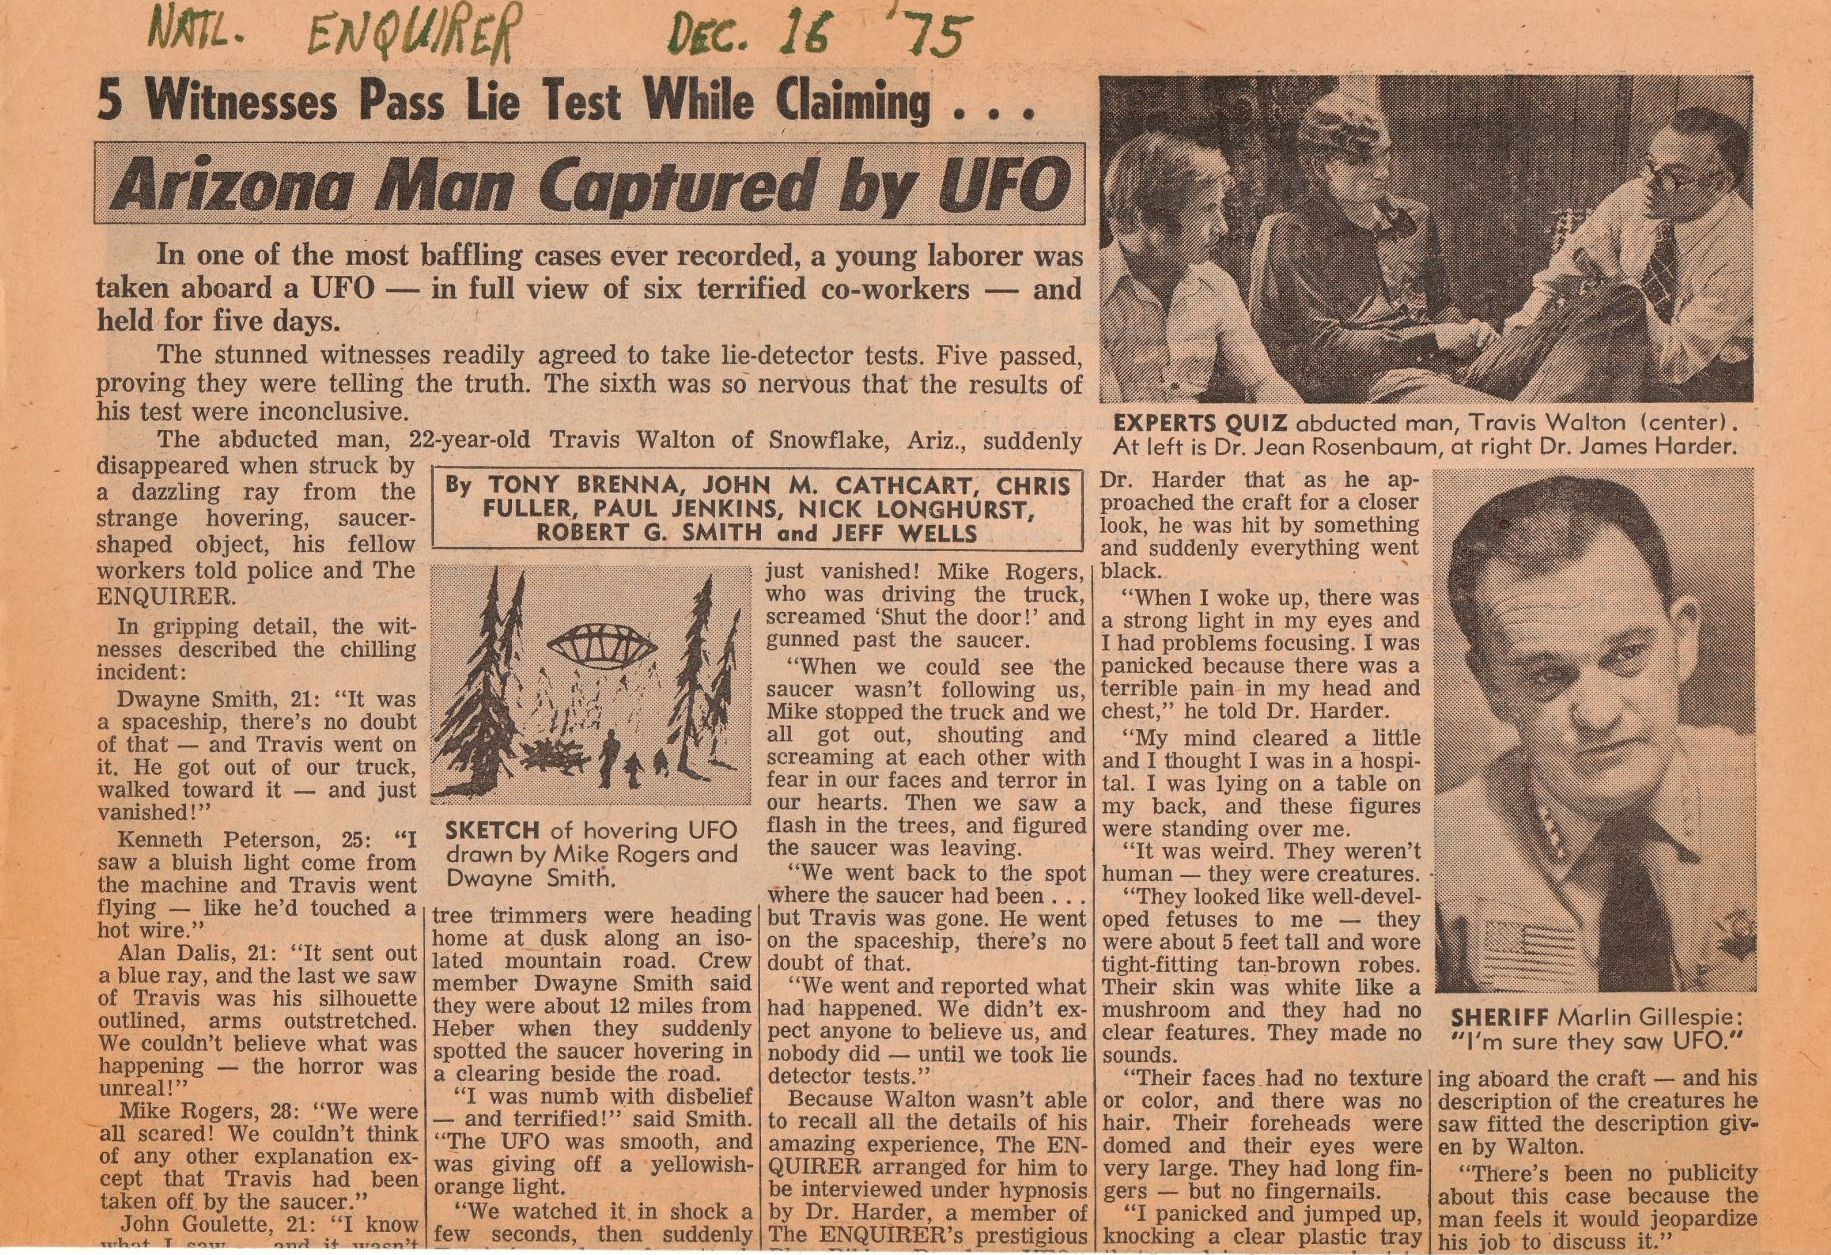 NATL. ENQUIRER DEC. 16 '75
5 Witnesses Pass Lie Test While Claiming . . .
Arizona Man Captured by UFO
In one of the most baffling cases ever recorded, a young laborer was
taken aboard a UFO — in full view of six terrified co-workers — and
held for five days.
The stunned witnesses readily agreed to take lie-detector tests. Five passed,
proving they were telling the truth. The sixth was so nervous that the results of
his test were inconclusive.
The abducted man, 22-year-old Travis Walton of Snowflake, Ariz., suddenly
disappeared when struck by
a dazzling ray from the
strange hovering, saucer-
shaped object, his fellow
workers told police and The
ENQUIRER.
In gripping detail, the wit-
nesses described the chilling
incident:
Dwayne Smith, 21: "It was
a spaceship, there's no doubt
of that — and Travis went on
it. He got out of our truck,
walked toward it — and just
vanished!"
Kenneth Peterson, 25: "I
saw a bluish light come from
the machine and Travis went
flying — like he'd touched a
hot wire."
Alan Dalis, 21: "It sent out
a blue ray, and the last we saw
of Travis was his silhouette
outlined, arms outstretched.
We couldn't believe what was
happening — the horror was
unreal!"
Mike Rogers, 28: "We were
all scared! We couldn't think
of any other explanation ex-
cept that Travis had been
taken off by the saucer."
John Goulette, 21: "I know
what I saw and it wasn't
By TONY BRENNA, JOHN M. CATHCART, CHRIS
FULLER, PAUL JENKINS, NICK LONGHURST,
ROBERT G. SMITH and JEFF WELLS
SKETCH of hovering UFO
drawn by Mike Rogers and
Dwayne Smith.
tree trimmers were heading
home at dusk along an iso-
lated mountain road. Crew
member Dwayne Smith said
they were about 12 miles from
Heber when they suddenly
spotted the saucer hovering in
a clearing beside the road.
"I was numb with disbelief
— and terrified!" said Smith.
"The UFO was smooth, and
was giving off a yellowish-
orange light.
"We watched it in shock a
few seconds, then suddenly
just vanished! Mike Rogers,
who was driving the truck,
screamed 'Shut the door!' and
gunned past the saucer.
"When we could see the
saucer wasn't following us,
Mike stopped the truck and we
all got out, shouting and
screaming at each other with
fear in our faces and terror in
our hearts. Then we saw a
flash in the trees, and figured
the saucer was leaving.
"We went back to the spot
where the saucer had been . . .
but Travis was gone. He went
on the spaceship, there's no
doubt of that.
"We went and reported what
had happened. We didn't ex-
pect anyone to believe us, and
nobody did — until we took lie
detector tests."
Because Walton wasn't able
to recall all the details of his
amazing experience, The EN-
QUIRER arranged for him to
be interviewed under hypnosis
by Dr. Harder, a member of
The ENQUIRER's prestigious
EXPERTS QUIZ abducted man, Travis Walton (center).
At left is Dr. Jean Rosenbaum, at right Dr. James Harder.
Dr. Harder that as he ap-
proached the craft for a closer
look, he was hit by something
and suddenly everything went
black.
"When I woke up, there was
a strong light in my eyes and
I had problems focusing. I was
panicked because there was a
terrible pain in my head and
chest," he told Dr. Harder.
"My mind cleared a little
and I thought I was in a hospi-
tal. I was lying on a table on
my back, and these figures
were standing over me.
"It was weird. They weren't
human — they were creatures.
"They looked like well-devel-
oped fetuses to me — they
were about 5 feet tall and wore
tight-fitting tan-brown robes.
Their skin was white like a
mushroom and they had no
clear features. They made no
sounds.
"Their faces had no texture
or color, and there was no
hair. Their foreheads were
domed and their eyes were
very large. They had long fin-
gers — but no fingernails.
"I panicked and jumped up,
knocking a clear plastic tray
SHERIFF Marlin Gillespie:
"I'm sure they saw UFO."
ing aboard the craft — and his
description of the creatures he
saw fitted the description giv-
en by Walton.
"There's been no publicity
about this case because the
man feels it would jeopardize
his job to discuss it."